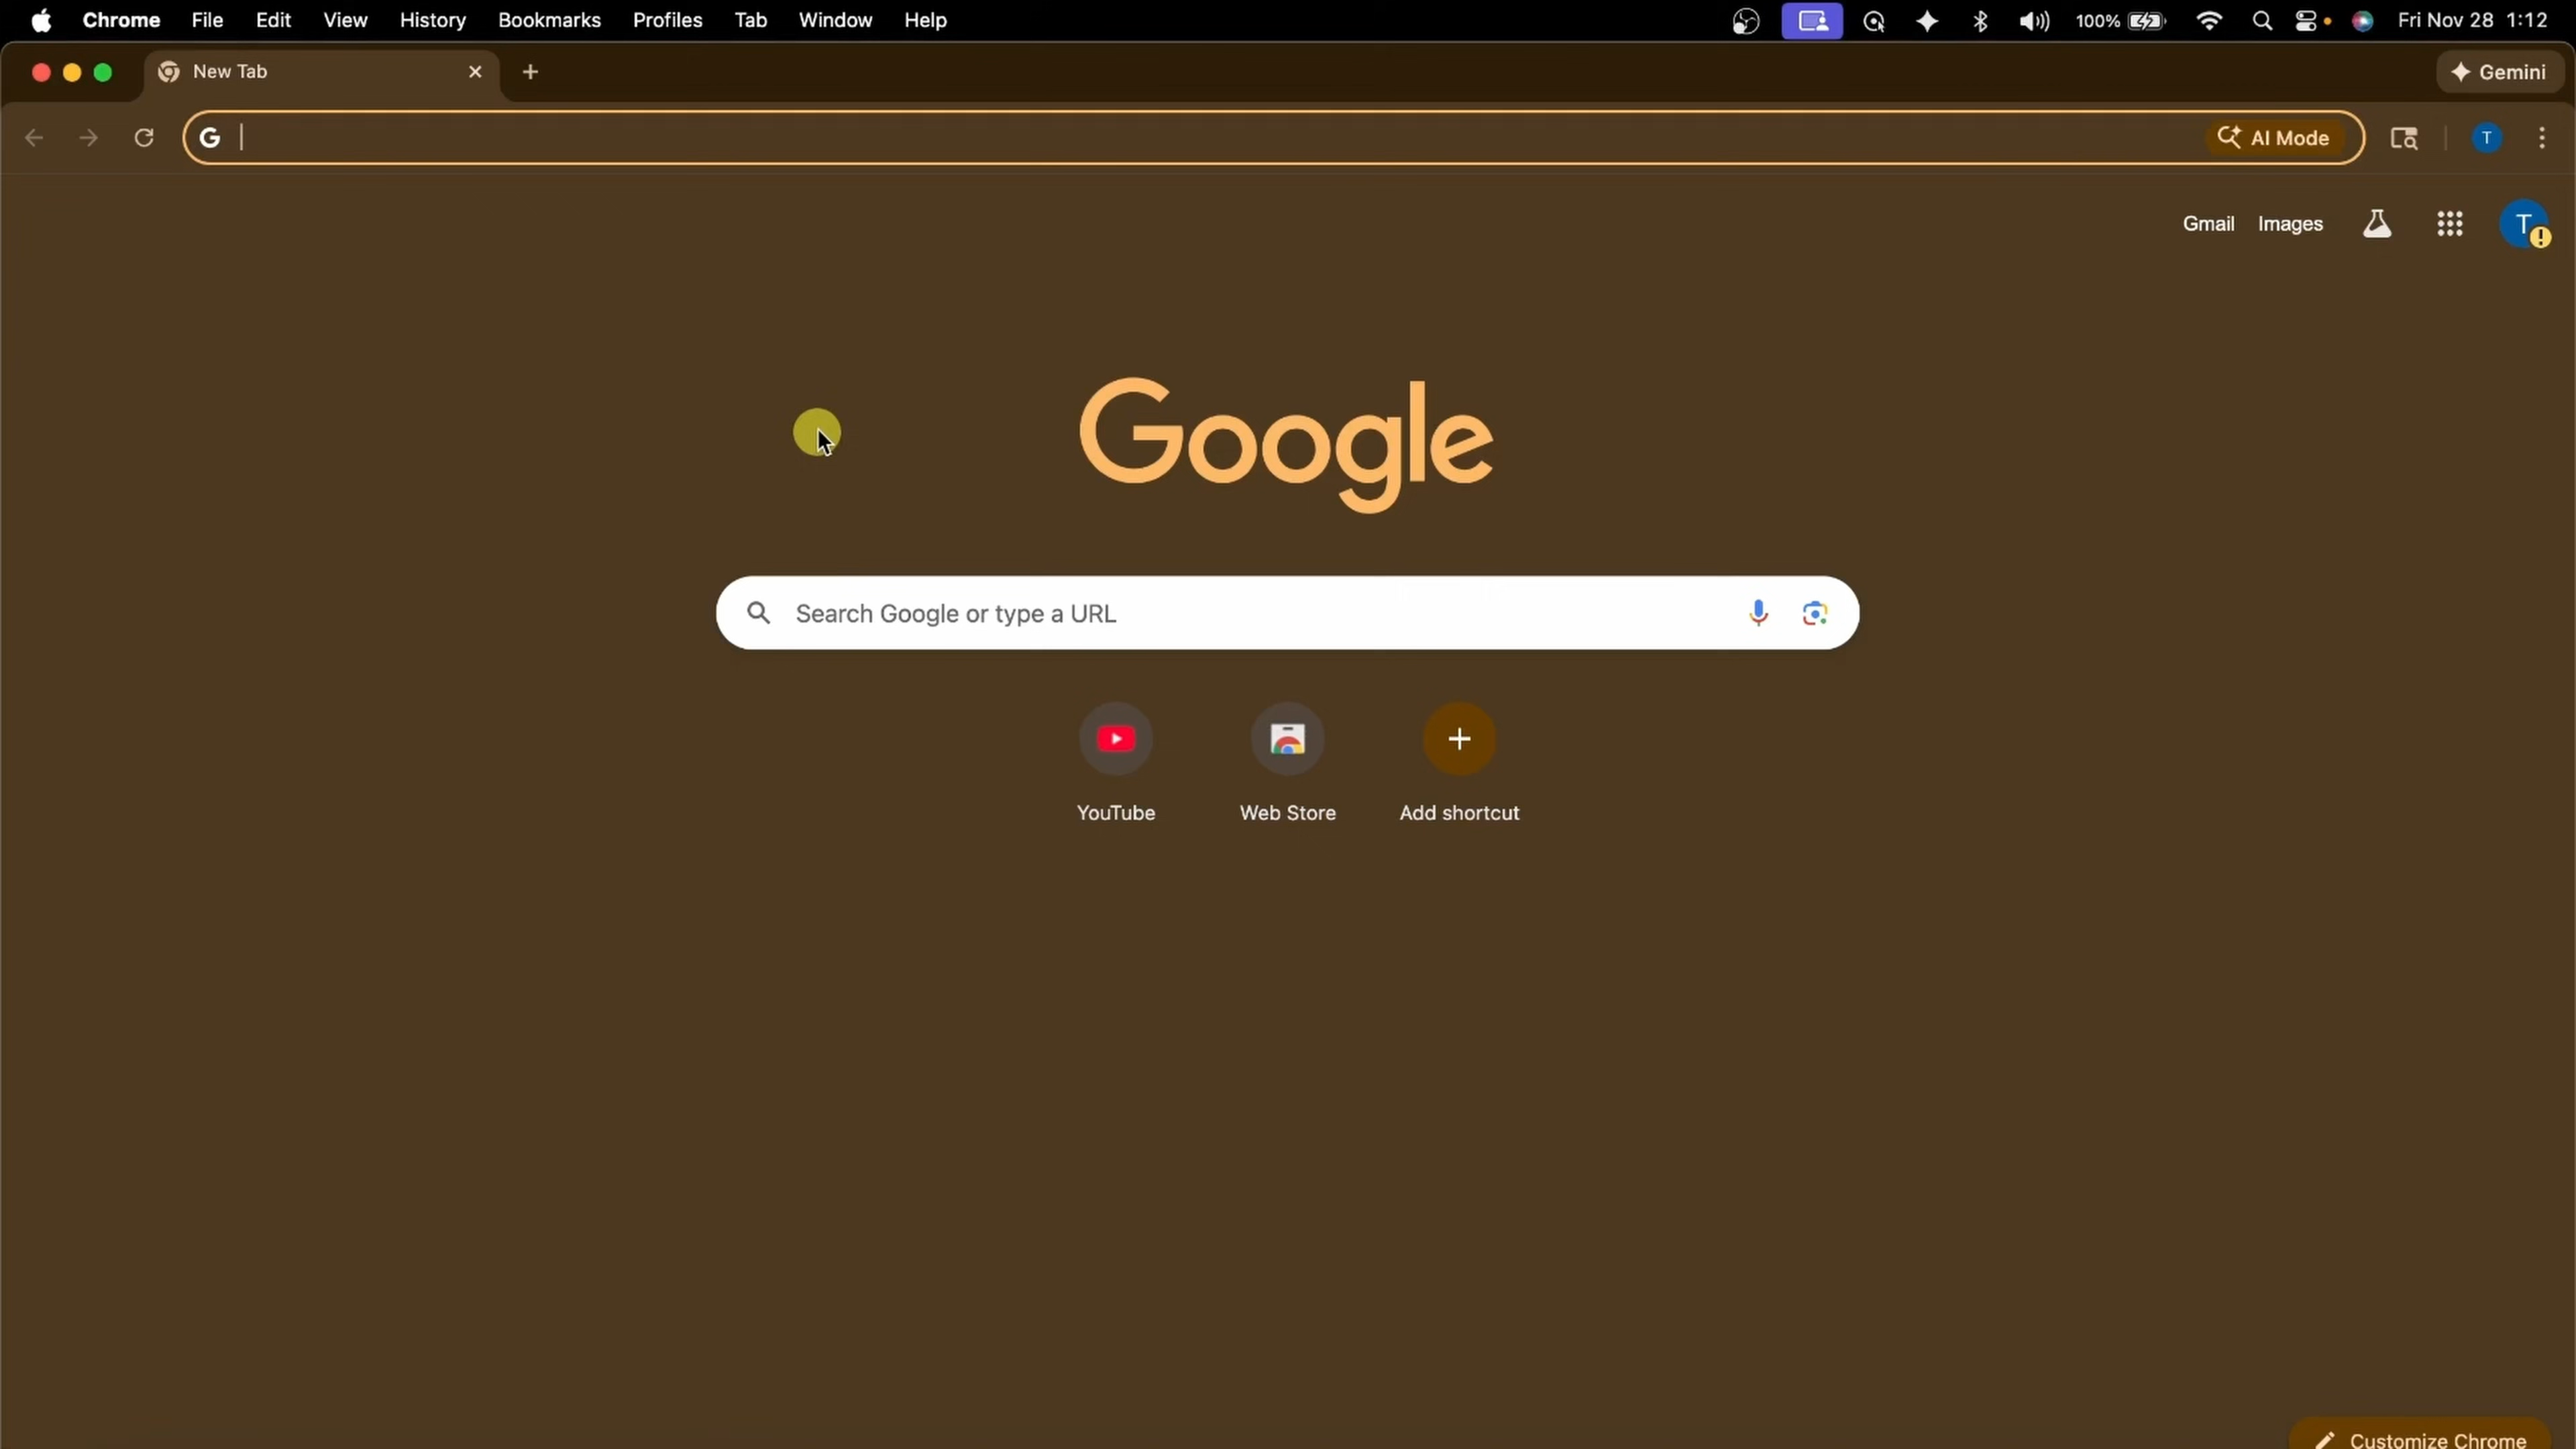 Chrome File Edit View History Bookmarks Profiles Tab Window Help 100% Fri Nov 28 1:12
New Tab Gemini
G AI Mode T
Gmail Images T
Google
Search Google or type a URL
YouTube Web Store Add shortcut
Customize Chrome